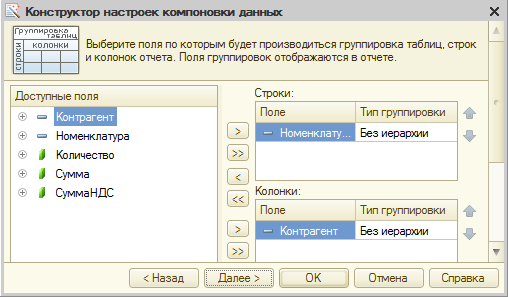 Конструктор настроек компоновки данных
Группировка
таблиц
строки
колонки
Выберите поля по которым будет производиться группировка таблиц, строк
и колонок отчета. Поля группировок отображаются в отчете.
Доступные поля
Контрагент
Номенклатура
Количество
Сумма
СуммаНДС
>
>>
<
<<
>
>>
Строки:
Поле Тип группировки
Номенклату... Без иерархии
Колонки:
Поле Тип группировки
Контрагент Без иерархии
< Назад Далее > OK Отмена Справка